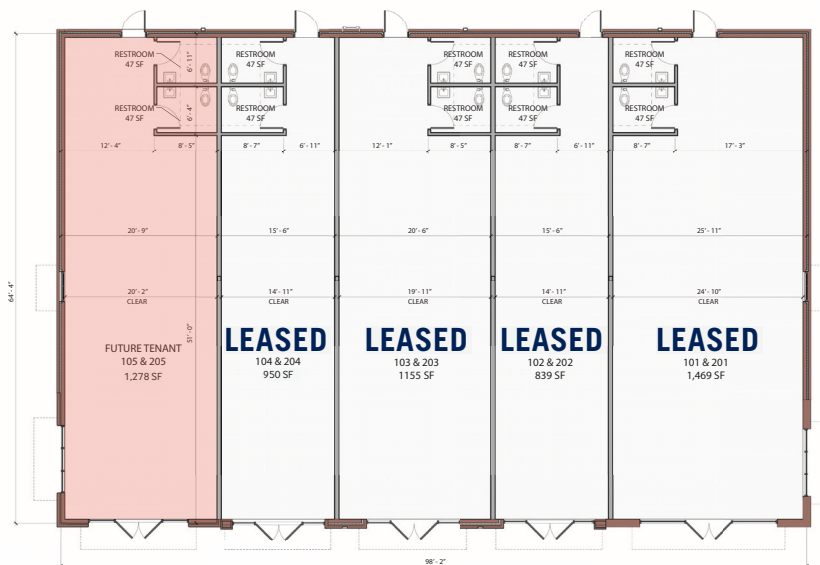 RESTROOM
47 SF
6'-11"
RESTROOM
47 SF
RESTROOM
47 SF
RESTROOM
47 SF
RESTROOM
47 SF
RESTROOM
47 SF
6'-4"
RESTROOM
47 SF
RESTROOM
47 SF
RESTROOM
47 SF
RESTROOM
47 SF
12'-4"
8'-5"
8'-7"
6'-11"
12'-1"
8'-5"
8'-7"
6'-11"
8'-7"
17'-3"
20'-9"
15'-6"
20'-6"
15'-6"
25'-11"
64'-4"
20'-2"
CLEAR
14'-11"
CLEAR
19'-11"
CLEAR
14'-11"
CLEAR
24'-10"
CLEAR
51'-0"
FUTURE TENANT
105 & 205
1,278 SF
LEASED
104 & 204
950 SF
LEASED
103 & 203
1155 SF
LEASED
102 & 202
839 SF
LEASED
101 & 201
1,469 SF
98'-2"